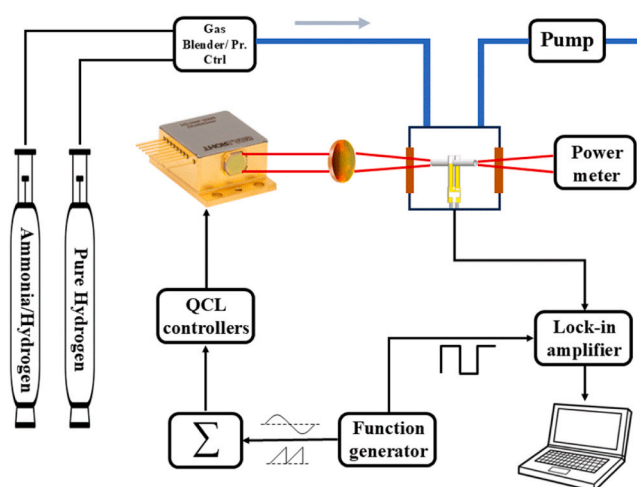 Gas
Blender/ Pr.
Ctrl
Pump
Power
meter
Ammonia/Hydrogen
Pure Hydrogen
QCL
controllers
Lock-in
amplifier
Σ
Function
generator